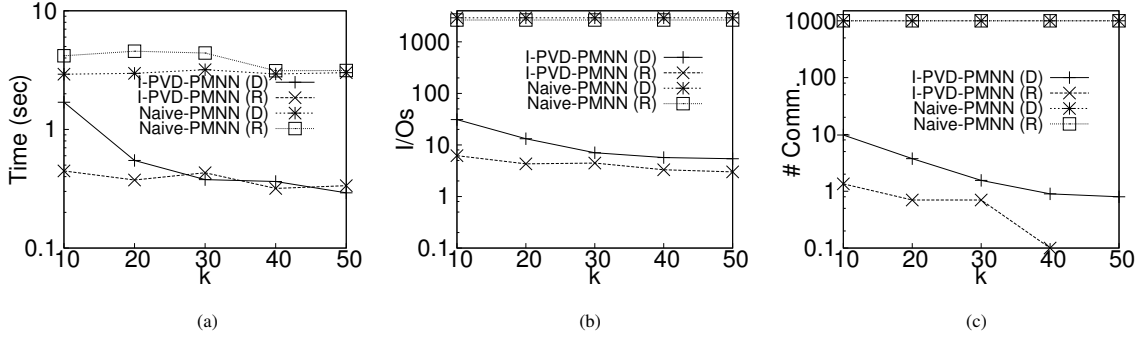 10
1
0.1
Time (sec)
10 20 30 40 50
k
I-PVD-PMNN (D)
I-PVD-PMNN (R)
Naive-PMNN (D)
Naive-PMNN (R)
(a)
1000
100
10
1
0.1
I/Os
10 20 30 40 50
k
I-PVD-PMNN (D)
I-PVD-PMNN (R)
Naive-PMNN (D)
Naive-PMNN (R)
(b)
1000
100
10
1
0.1
# Comm.
10 20 30 40 50
k
I-PVD-PMNN (D)
I-PVD-PMNN (R)
Naive-PMNN (D)
Naive-PMNN (R)
(c)